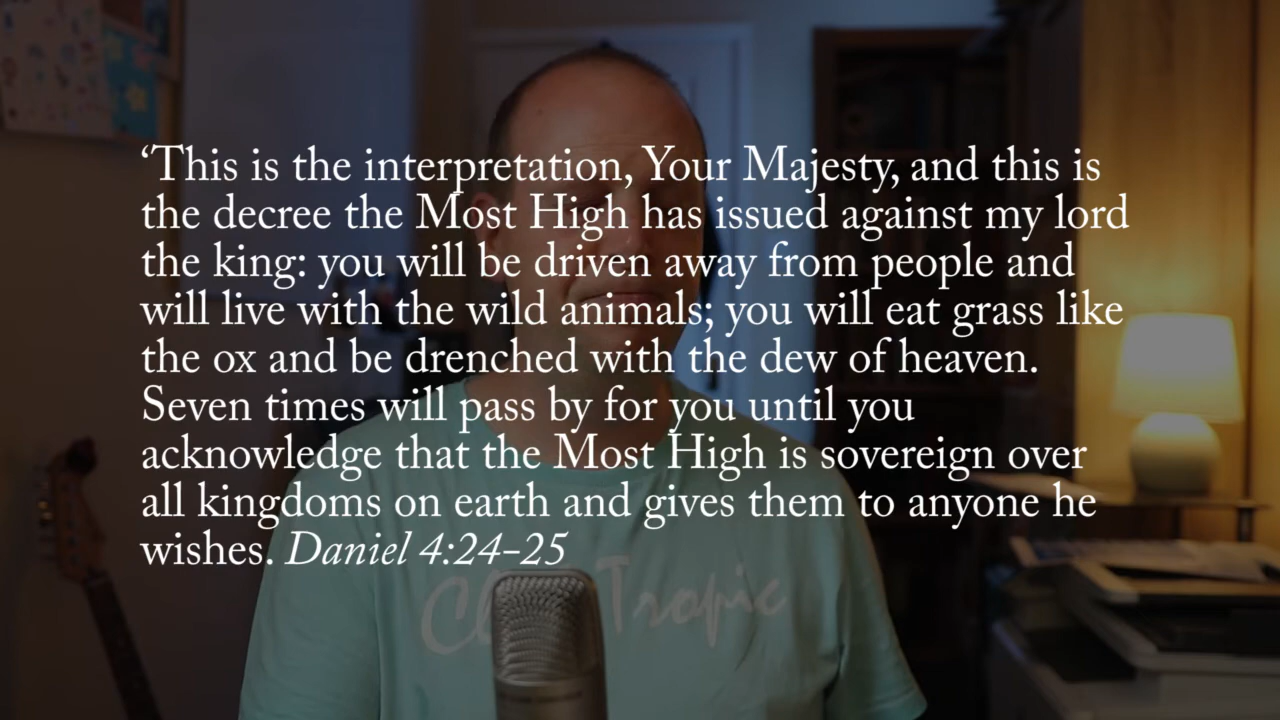 ‘This is the interpretation, Your Majesty, and this is
the decree the Most High has issued against my lord
the king: you will be driven away from people and
will live with the wild animals; you will eat grass like
the ox and be drenched with the dew of heaven.
Seven times will pass by for you until you
acknowledge that the Most High is sovereign over
all kingdoms on earth and gives them to anyone he
wishes. Daniel 4:24–25
Tropic